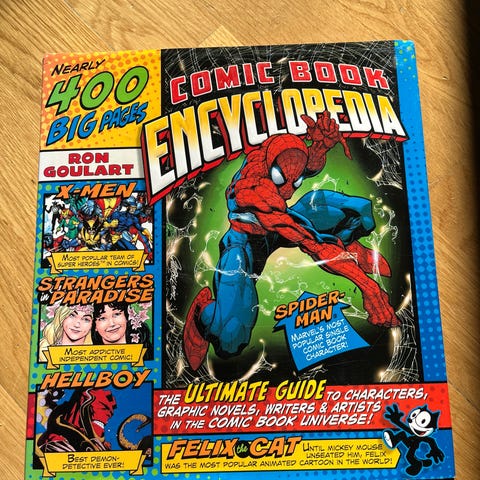 NEARLY
400
BIG PAGES
COMIC BOOK
ENCYCLOPEDIA
RON
GOULART
X-MEN
MOST POPULAR TEAM OF
SUPER HEROES™ IN COMICS!
STRANGERS
IN PARADISE
MOST ADDICTIVE
INDEPENDENT COMIC!
HELLBOY
BEST DEMON-
DETECTIVE EVER!
SPIDER-
MAN
MARVEL'S MOST
POPULAR SINGLE
COMIC BOOK
CHARACTER!
THE ULTIMATE GUIDE TO CHARACTERS,
GRAPHIC NOVELS, WRITERS & ARTISTS
IN THE COMIC BOOK UNIVERSE!
FELIX THE CAT UNTIL MICKEY MOUSE
UNSEATED HIM, FELIX
WAS THE MOST POPULAR ANIMATED CARTOON IN THE WORLD!